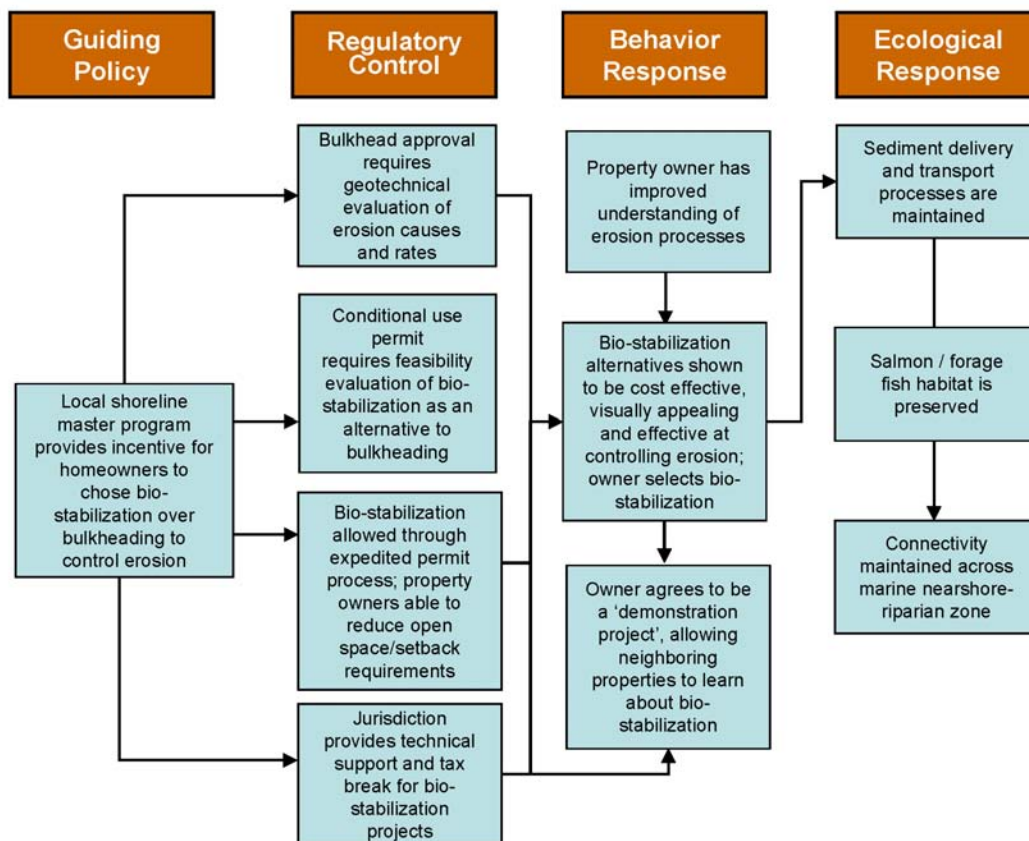 Guiding
Policy
Regulatory
Control
Behavior
Response
Ecological
Response
Local shoreline
master program
provides incentive for
homeowners to
chose bio-
stabilization over
bulkheading to
control erosion
Bulkhead approval
requires
geotechnical
evaluation of
erosion causes
and rates
Conditional use
permit
requires feasibility
evaluation of bio-
stabilization as an
alternative to
bulkheading
Bio-stabilization
allowed through
expedited permit
process; property
owners able to
reduce open
space/setback
requirements
Jurisdiction
provides technical
support and tax
break for bio-
stabilization
projects
Property owner has
improved
understanding of
erosion processes
Bio-stabilization
alternatives shown
to be cost effective,
visually appealing
and effective at
controlling erosion;
owner selects bio-
stabilization
Owner agrees to be
a ‘demonstration
project’, allowing
neighboring
properties to learn
about bio-
stabilization
Sediment delivery
and transport
processes are
maintained
Salmon / forage
fish habitat is
preserved
Connectivity
maintained across
marine nearshore-
riparian zone